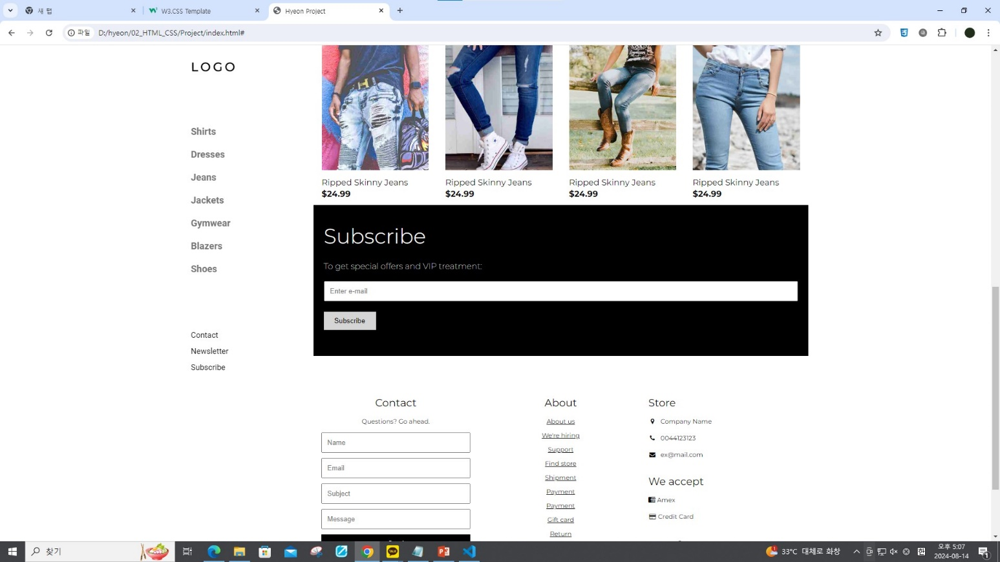 새 탭
W3.CSS Template
Hyeon Project
파일
D:/hyeon/02_HTML_CSS/Project/index.html#
LOGO
Shirts
Dresses
Jeans
Jackets
Gymwear
Blazers
Shoes
Contact
Newsletter
Subscribe
Ripped Skinny Jeans
$24.99
Ripped Skinny Jeans
$24.99
Ripped Skinny Jeans
$24.99
Ripped Skinny Jeans
$24.99
Subscribe
To get special offers and VIP treatment:
Enter e-mail
Subscribe
Contact
Questions? Go ahead.
Name
Email
Subject
Message
About
About us
We're hiring
Support
Find store
Shipment
Payment
Payment
Gift card
Return
Store
Company Name
0044123123
ex@mail.com
We accept
Amex
Credit Card
찾기
33°C 대체로 화창
한
오후 5:07
2024-08-14
1